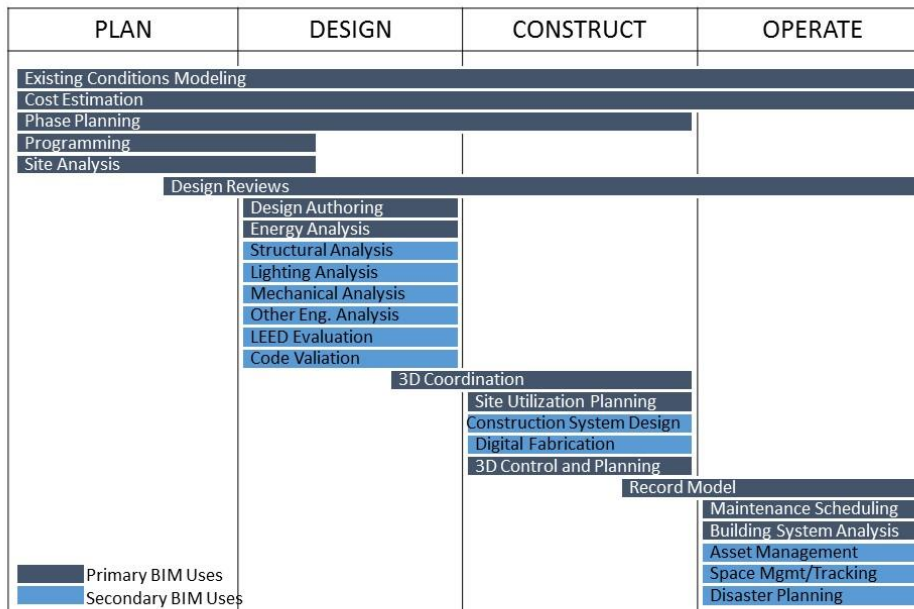 PLAN DESIGN CONSTRUCT OPERATE
Existing Conditions Modeling
Cost Estimation
Phase Planning
Programming
Site Analysis
Design Reviews
Design Authoring
Energy Analysis
Structural Analysis
Lighting Analysis
Mechanical Analysis
Other Eng. Analysis
LEED Evaluation
Code Valiation
3D Coordination
Site Utilization Planning
Construction System Design
Digital Fabrication
3D Control and Planning
Record Model
Maintenance Scheduling
Building System Analysis
Asset Management
Space Mgmt/Tracking
Disaster Planning
Primary BIM Uses
Secondary BIM Uses